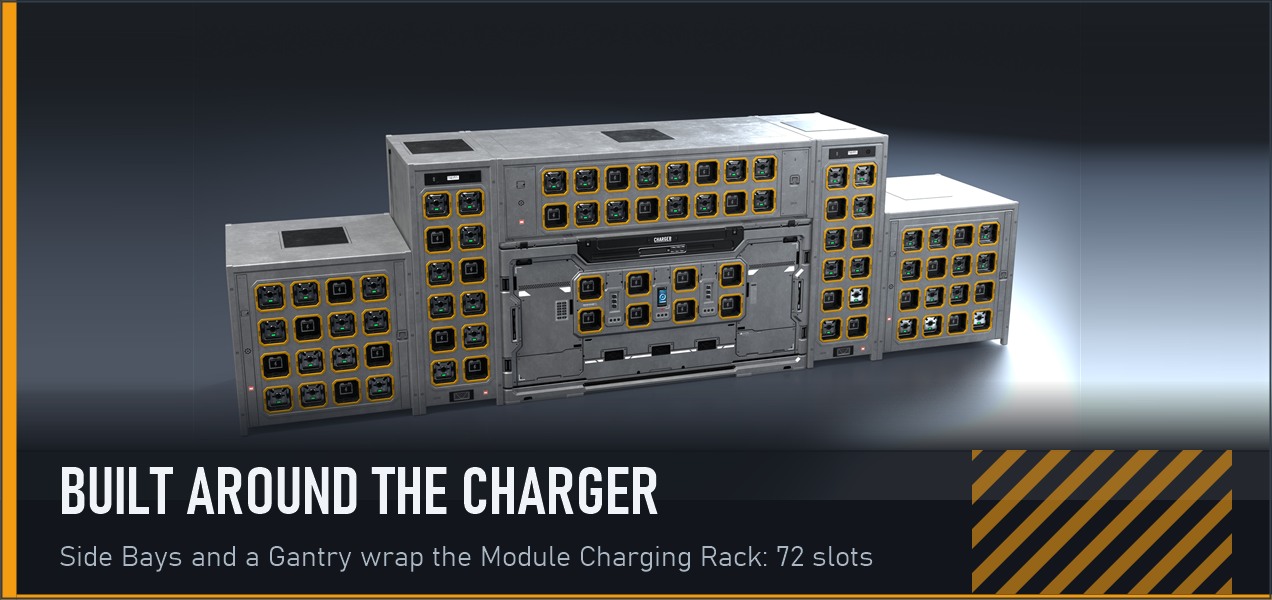 CHARGER
BUILT AROUND THE CHARGER
Side Bays and a Gantry wrap the Module Charging Rack: 72 slots